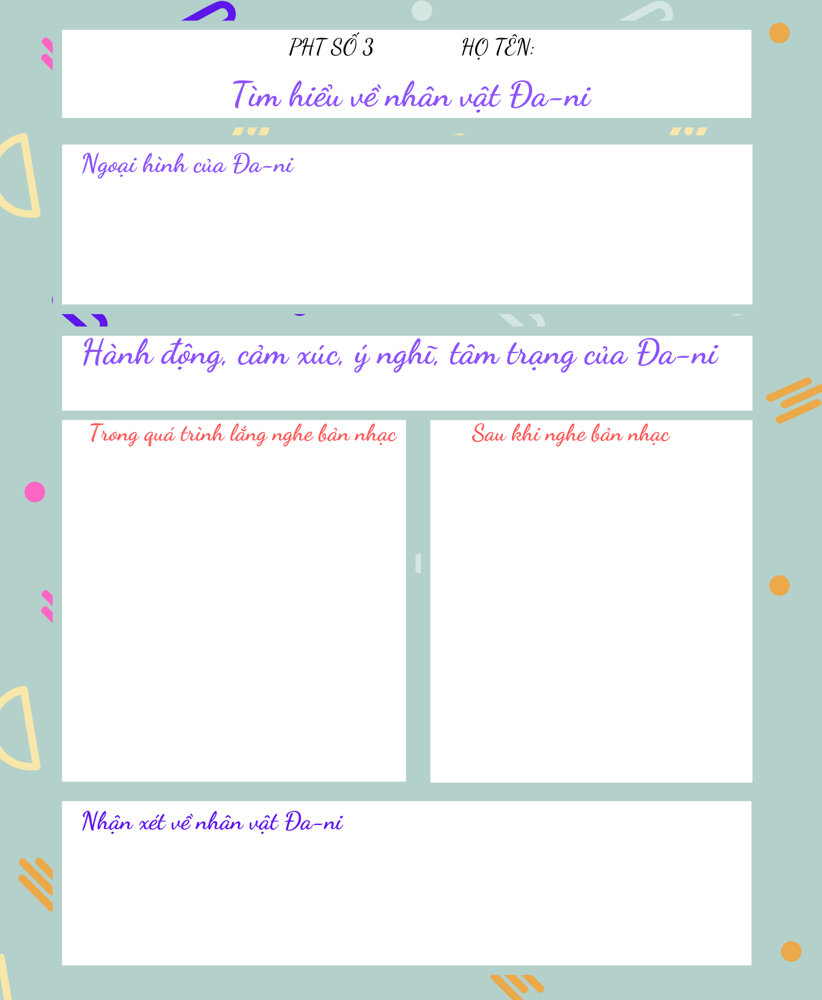 PHT SỐ 3 HỌ TÊN:
Tìm hiểu về nhân vật Đa-ni
Ngoại hình của Đa-ni
Hành động, cảm xúc, ý nghĩ, tâm trạng của Đa-ni
Trong quá trình lắng nghe bản nhạc
Sau khi nghe bản nhạc
Nhận xét về nhân vật Đa-ni